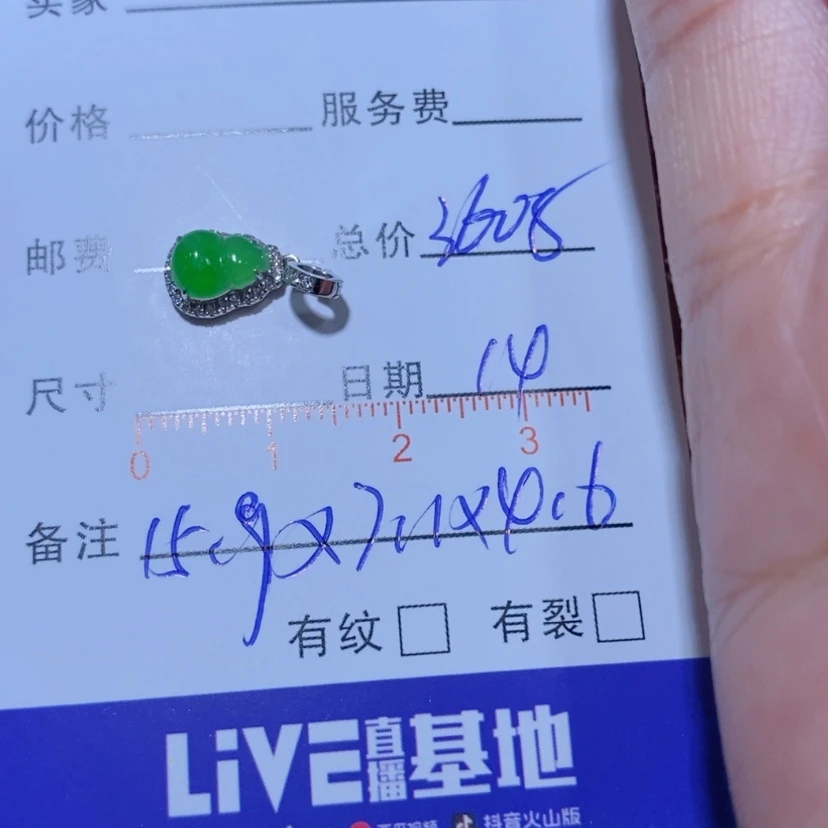 卖家
价格 服务费
邮费 总价 3608
尺寸 日期 14
0 1 2 3
备注 15.9x7.1x4.6
有纹 有裂
LiVE直播基地
抖音火山版